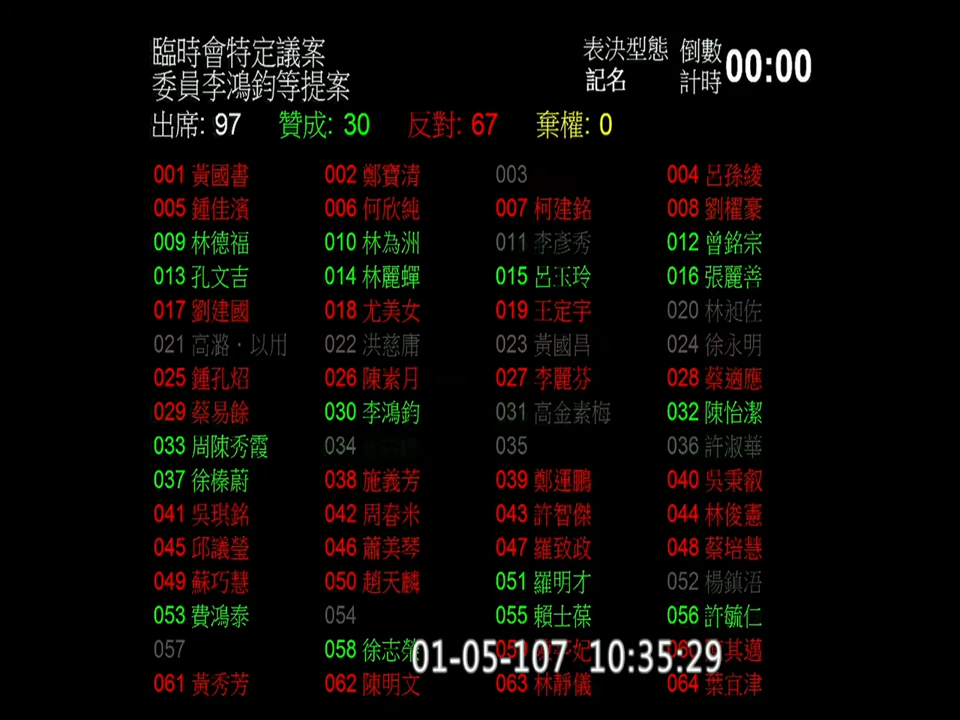 臨時會特定議案
委員李鴻鈞等提案
表決型態 記名
倒數計時 00:00
出席: 97 贊成: 30 反對: 67 棄權: 0
001 黃國書 002 鄭寶清 003 004 呂孫綾
005 鍾佳濱 006 何欣純 007 柯建銘 008 劉櫂豪
009 林德福 010 林為洲 011 李彥秀 012 曾銘宗
013 孔文吉 014 林麗蟬 015 呂玉玲 016 張麗善
017 劉建國 018 尤美女 019 王定宇 020 林昶佐
021 高潞．以用 022 洪慈庸 023 黃國昌 024 徐永明
025 鍾孔炤 026 陳素月 027 李麗芬 028 蔡適應
029 蔡易餘 030 李鴻鈞 031 高金素梅 032 陳怡潔
033 周陳秀霞 034 035 036 許淑華
037 徐榛蔚 038 施義芳 039 鄭運鵬 040 吳秉叡
041 吳琪銘 042 周春米 043 許智傑 044 林俊憲
045 邱議瑩 046 蕭美琴 047 羅致政 048 蔡培慧
049 蘇巧慧 050 趙天麟 051 羅明才 052 楊鎮浯
053 費鴻泰 054 055 賴士葆 056 許毓仁
057 058 徐志榮 059 060 其邁
061 黃秀芳 062 陳明文 063 林靜儀 064 葉宜津
01-05-107 10:35:29